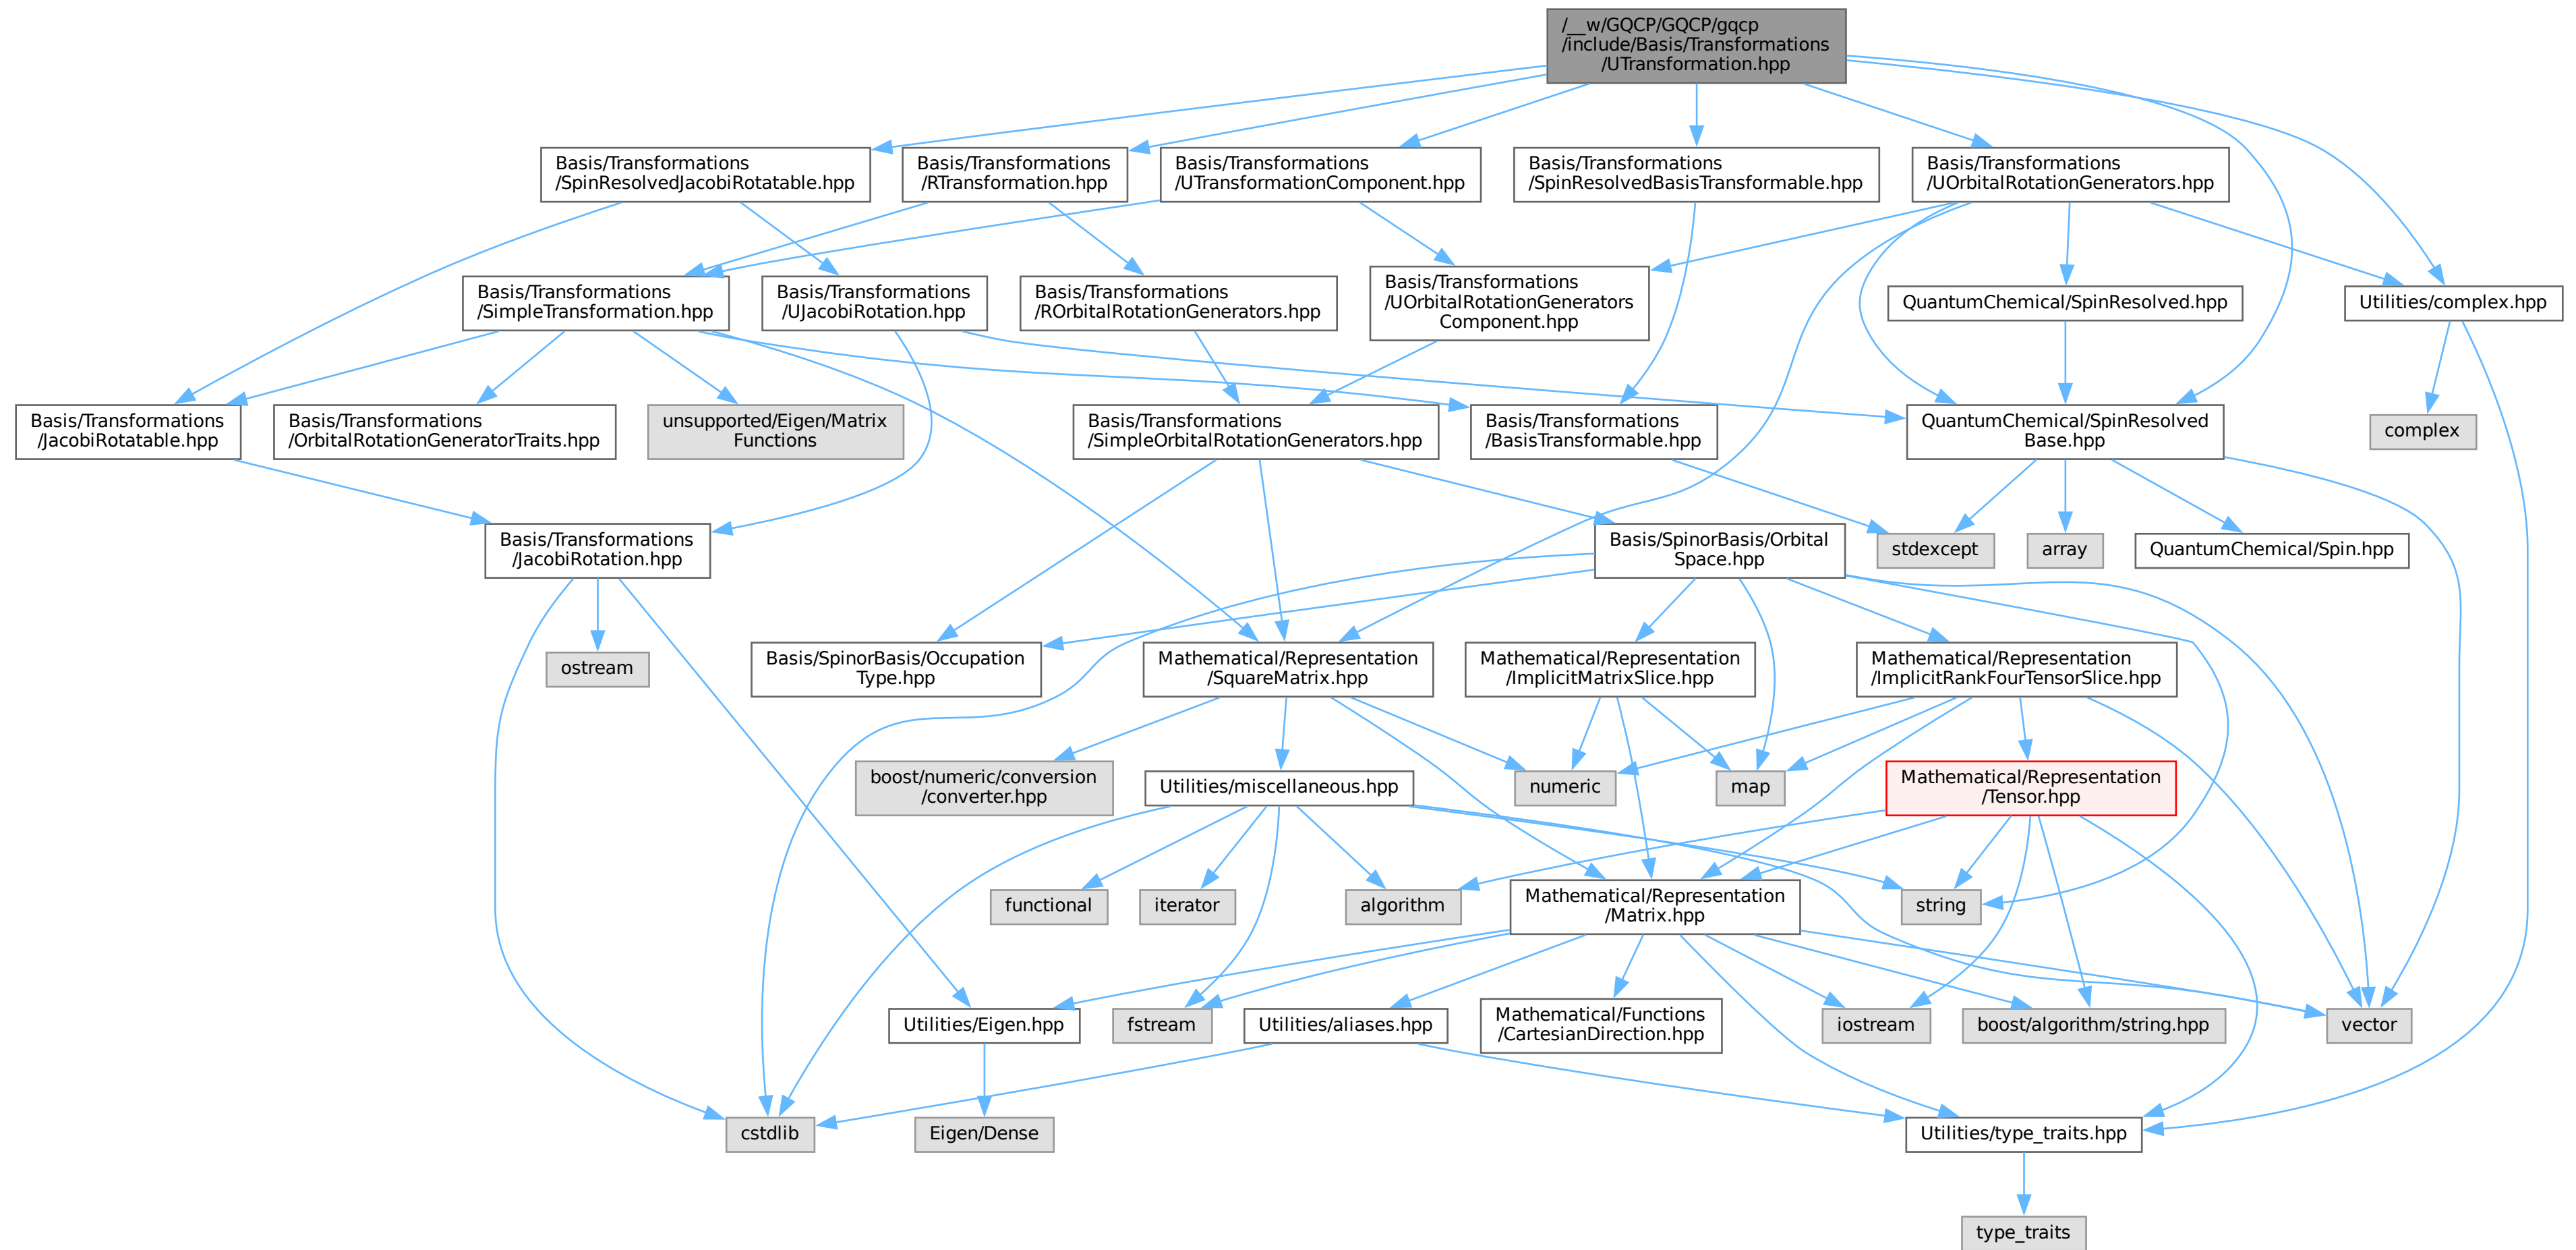 /__w/GQCP/GQCP/gqcp
/include/Basis/Transformations
/UTransformation.hpp
Basis/Transformations
/SpinResolvedJacobiRotatable.hpp
Basis/Transformations
/RTransformation.hpp
Basis/Transformations
/UTransformationComponent.hpp
Basis/Transformations
/SpinResolvedBasisTransformable.hpp
Basis/Transformations
/UOrbitalRotationGenerators.hpp
Basis/Transformations
/SimpleTransformation.hpp
Basis/Transformations
/UJacobiRotation.hpp
Basis/Transformations
/ROrbitalRotationGenerators.hpp
Basis/Transformations
/UOrbitalRotationGenerators
Component.hpp
QuantumChemical/SpinResolved.hpp
Utilities/complex.hpp
Basis/Transformations
/JacobiRotatable.hpp
Basis/Transformations
/OrbitalRotationGeneratorTraits.hpp
unsupported/Eigen/Matrix
Functions
Basis/Transformations
/SimpleOrbitalRotationGenerators.hpp
Basis/Transformations
/BasisTransformable.hpp
QuantumChemical/SpinResolved
Base.hpp
complex
Basis/Transformations
/JacobiRotation.hpp
Basis/SpinorBasis/Orbital
Space.hpp
stdexcept
array
QuantumChemical/Spin.hpp
ostream
Basis/SpinorBasis/Occupation
Type.hpp
Mathematical/Representation
/SquareMatrix.hpp
Mathematical/Representation
/ImplicitMatrixSlice.hpp
Mathematical/Representation
/ImplicitRankFourTensorSlice.hpp
boost/numeric/conversion
/converter.hpp
Utilities/miscellaneous.hpp
numeric
map
Mathematical/Representation
/Tensor.hpp
functional
iterator
algorithm
Mathematical/Representation
/Matrix.hpp
string
Utilities/Eigen.hpp
fstream
Utilities/aliases.hpp
Mathematical/Functions
/CartesianDirection.hpp
iostream
boost/algorithm/string.hpp
vector
cstdlib
Eigen/Dense
Utilities/type_traits.hpp
type_traits